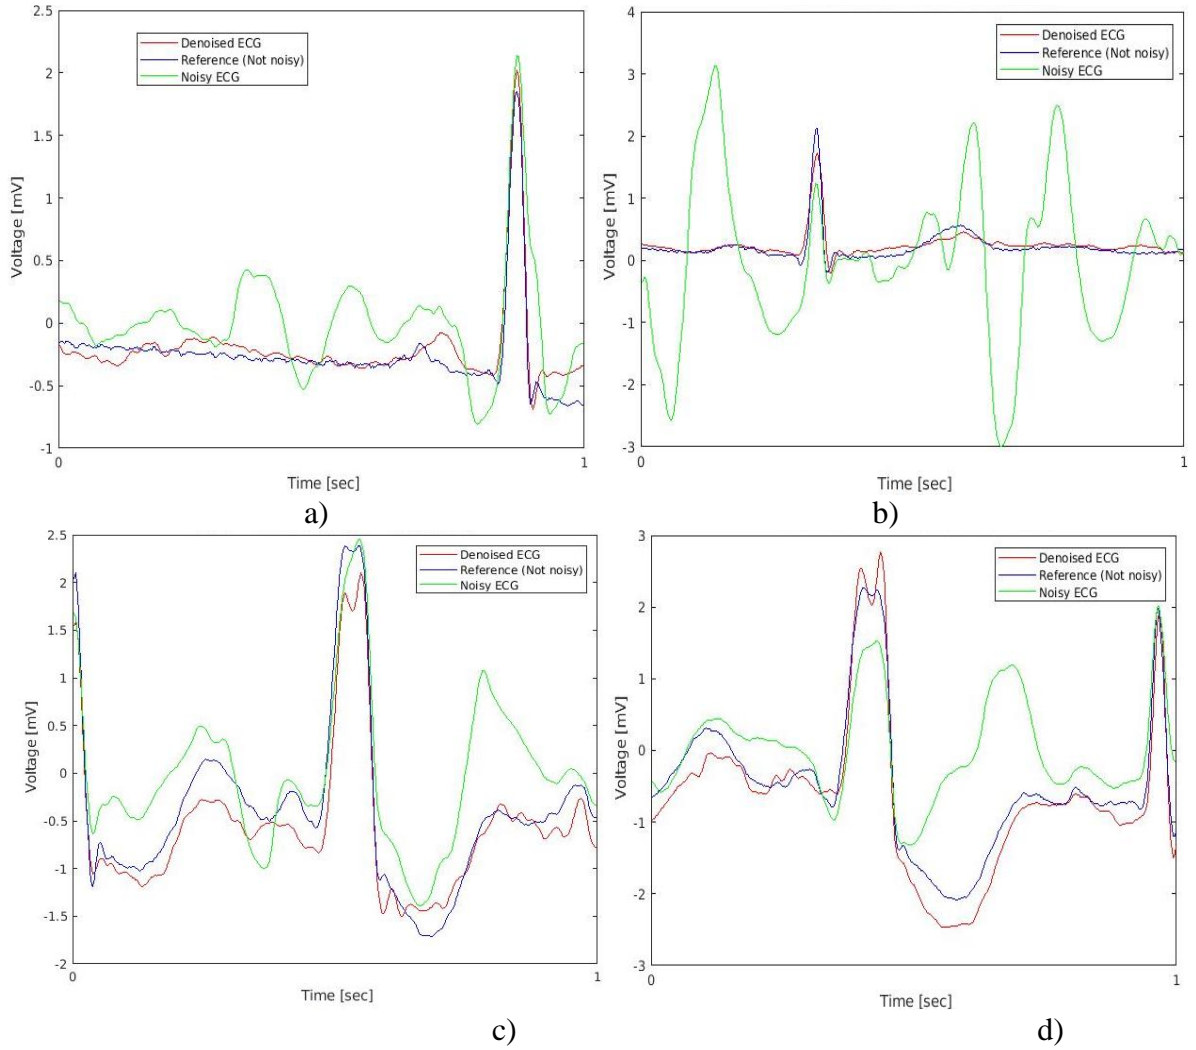 2.5
2
1.5
1
0.5
0
-0.5
-1
Voltage [mV]
Denoised ECG
Reference (Not noisy)
Noisy ECG
0
1
Time [sec]
a)
4
3
2
1
0
-1
-2
-3
Voltage [mV]
Denoised ECG
Reference (Not noisy)
Noisy ECG
0
1
Time [sec]
b)
2.5
2
1.5
1
0.5
0
-0.5
-1
-1.5
-2
Voltage [mV]
Denoised ECG
Reference (Not noisy)
Noisy ECG
0
1
Time [sec]
c)
3
2
1
0
-1
-2
-3
Voltage [mV]
Denoised ECG
Reference (Not noisy)
Noisy ECG
0
1
Time [sec]
d)